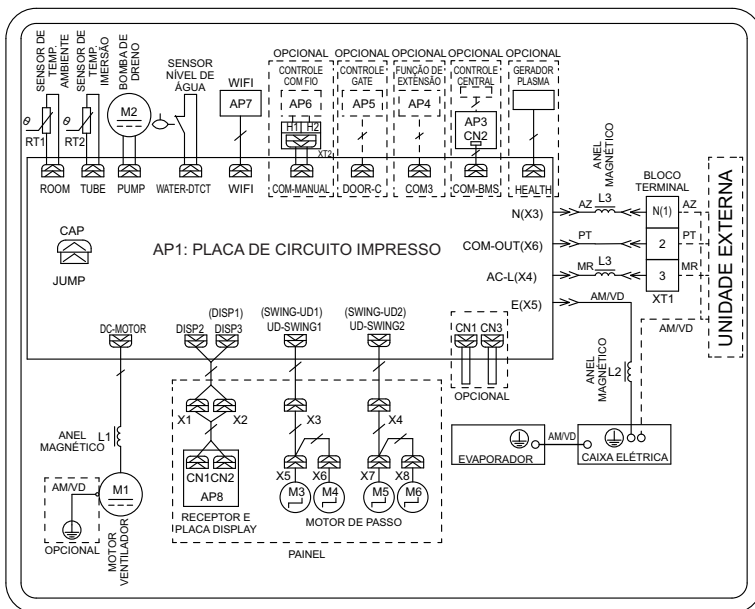 SENSOR DE
TEMP.
AMBIENTE
SENSOR DE
TEMP.
IMERSÃO
BOMBA DE
DRENO
SENSOR
NÍVEL DE
ÁGUA
WIFI
AP7
OPCIONAL
CONTROLE
COM FIO
AP6
H1
H2
XT2
OPCIONAL
CONTROLE
GATE
AP5
OPCIONAL
FUNÇÃO DE
EXTENSÃO
AP4
OPCIONAL
CONTROLE
CENTRAL
AP3
CN2
OPCIONAL
GERADOR
PLASMA
θ
RT1
θ
RT2
M2
ROOM
TUBE
PUMP
WATER-DTCT
WIFI
COM-MANUAL
DOOR-C
COM3
COM-BMS
HEALTH
ANEL
MAGNÉTICO
BLOCO
TERMINAL
N(X3)
AZ
L3
N(1)
AZ
COM-OUT(X6)
PT
2
PT
AC-L(X4)
MR
L3
3
MR
XT1
E(X5)
AM/VD
AM/VD
UNIDADE EXTERNA
CAP
JUMP
AP1: PLACA DE CIRCUITO IMPRESSO
DC-MOTOR
(DISP1)
DISP2
DISP3
(SWING-UD1)
UD-SWING1
(SWING-UD2)
UD-SWING2
CN1
CN3
OPCIONAL
ANEL
MAGNÉTICO
L2
ANEL
MAGNÉTICO
L1
X1
X2
X3
X4
CN1
CN2
AP8
RECEPTOR E
PLACA DISPLAY
X5
X6
X7
X8
M3
M4
M5
M6
MOTOR DE PASSO
PAINEL
AM/VD
OPCIONAL
M1
MOTOR
VENTILADOR
EVAPORADOR
AM/VD
CAIXA ELÉTRICA